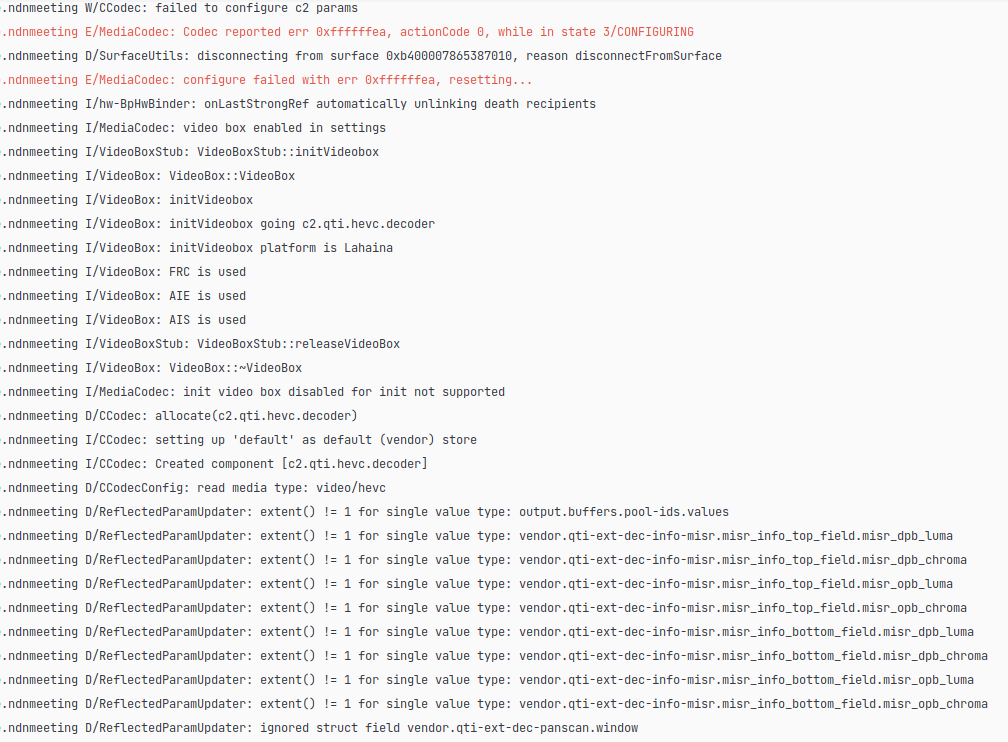 .ndnmeeting W/CCodec: failed to configure c2 params
.ndnmeeting E/MediaCodec: Codec reported err 0xffffffea, actionCode 0, while in state 3/CONFIGURING
.ndnmeeting D/SurfaceUtils: disconnecting from surface 0xb400007865387010, reason disconnectFromSurface
.ndnmeeting E/MediaCodec: configure failed with err 0xffffffea, resetting...
.ndnmeeting I/hw-BpHwBinder: onLastStrongRef automatically unlinking death recipients
.ndnmeeting I/MediaCodec: video box enabled in settings
.ndnmeeting I/VideoBoxStub: VideoBoxStub::initVideobox
.ndnmeeting I/VideoBox: VideoBox::VideoBox
.ndnmeeting I/VideoBox: initVideobox
.ndnmeeting I/VideoBox: initVideobox going c2.qti.hevc.decoder
.ndnmeeting I/VideoBox: initVideobox platform is Lahaina
.ndnmeeting I/VideoBox: FRC is used
.ndnmeeting I/VideoBox: AIE is used
.ndnmeeting I/VideoBox: AIS is used
.ndnmeeting I/VideoBoxStub: VideoBoxStub::releaseVideoBox
.ndnmeeting I/VideoBox: VideoBox::~VideoBox
.ndnmeeting I/MediaCodec: init video box disabled for init not supported
.ndnmeeting D/CCodec: allocate(c2.qti.hevc.decoder)
.ndnmeeting I/CCodec: setting up 'default' as default (vendor) store
.ndnmeeting I/CCodec: Created component [c2.qti.hevc.decoder]
.ndnmeeting D/CCodecConfig: read media type: video/hevc
.ndnmeeting D/ReflectedParamUpdater: extent() != 1 for single value type: output.buffers.pool-ids.values
.ndnmeeting D/ReflectedParamUpdater: extent() != 1 for single value type: vendor.qti-ext-dec-info-misr.misr_info_top_field.misr_dpb_luma
.ndnmeeting D/ReflectedParamUpdater: extent() != 1 for single value type: vendor.qti-ext-dec-info-misr.misr_info_top_field.misr_dpb_chroma
.ndnmeeting D/ReflectedParamUpdater: extent() != 1 for single value type: vendor.qti-ext-dec-info-misr.misr_info_top_field.misr_opb_luma
.ndnmeeting D/ReflectedParamUpdater: extent() != 1 for single value type: vendor.qti-ext-dec-info-misr.misr_info_top_field.misr_opb_chroma
.ndnmeeting D/ReflectedParamUpdater: extent() != 1 for single value type: vendor.qti-ext-dec-info-misr.misr_info_bottom_field.misr_dpb_luma
.ndnmeeting D/ReflectedParamUpdater: extent() != 1 for single value type: vendor.qti-ext-dec-info-misr.misr_info_bottom_field.misr_dpb_chroma
.ndnmeeting D/ReflectedParamUpdater: extent() != 1 for single value type: vendor.qti-ext-dec-info-misr.misr_info_bottom_field.misr_opb_luma
.ndnmeeting D/ReflectedParamUpdater: extent() != 1 for single value type: vendor.qti-ext-dec-info-misr.misr_info_bottom_field.misr_opb_chroma
.ndnmeeting D/ReflectedParamUpdater: ignored struct field vendor.qti-ext-dec-panscan.window